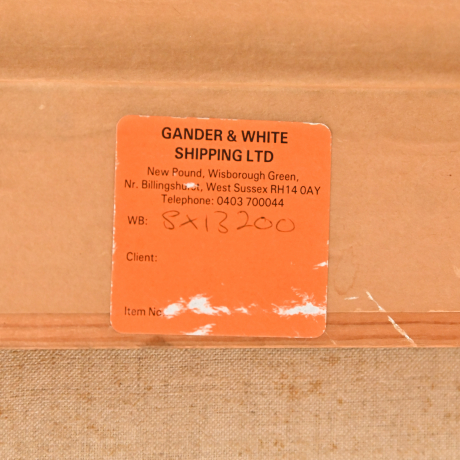 GANDER & WHITE
SHIPPING LTD
New Pound, Wisborough Green,
Nr. Billingshurst, West Sussex RH14 0AY
Telephone: 0403 700044
WB: SX13200
Client:
Item No